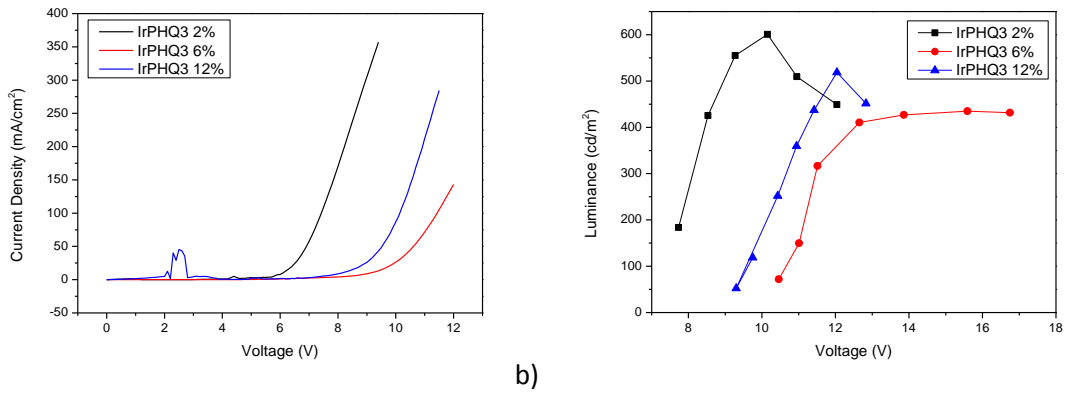 400
350
300
250
200
150
100
50
0
-50
Current Density (mA/cm²)
IrPHQ3 2%
IrPHQ3 6%
IrPHQ3 12%
0 2 4 6 8 10 12
Voltage (V)
b)
600
500
400
300
200
100
0
Luminance (cd/m²)
IrPHQ3 2%
IrPHQ3 6%
IrPHQ3 12%
8 10 12 14 16 18
Voltage (V)